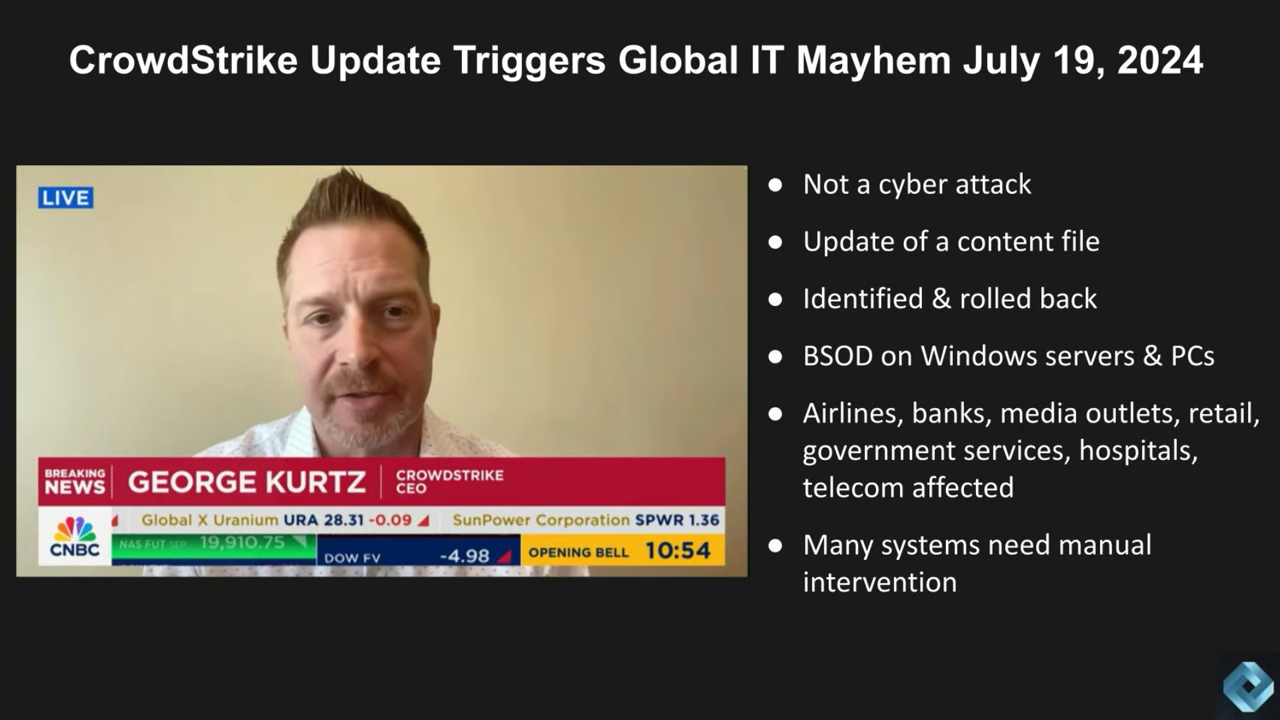 CrowdStrike Update Triggers Global IT Mayhem July 19, 2024
LIVE
BREAKING NEWS
GEORGE KURTZ
CROWDSTRIKE
CEO
Global X Uranium URA 28.31 -0.09
SunPower Corporation SPWR 1.36
CNBC
NAS FUT SEP 19,910.75
DOW FV -4.98
OPENING BELL 10:54
● Not a cyber attack
● Update of a content file
● Identified & rolled back
● BSOD on Windows servers & PCs
● Airlines, banks, media outlets, retail,
government services, hospitals,
telecom affected
● Many systems need manual
intervention